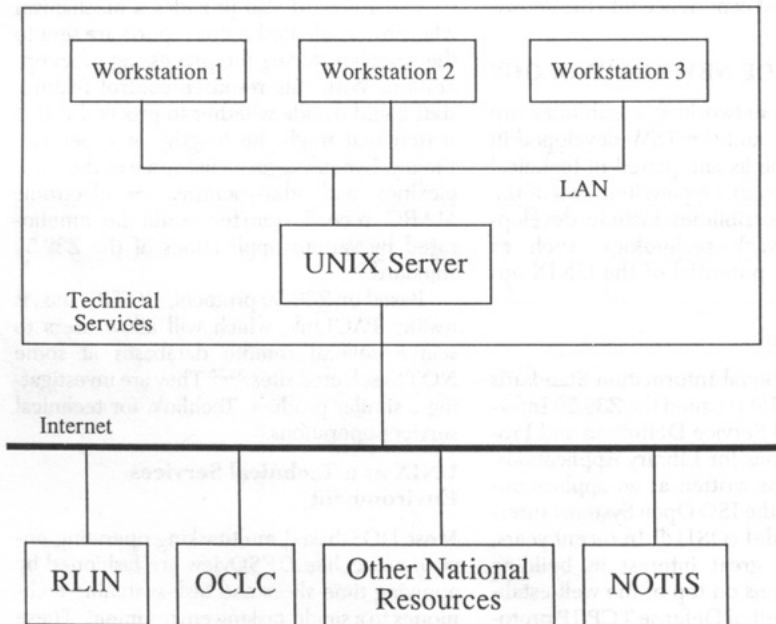 Workstation 1
Workstation 2
Workstation 3
LAN
UNIX Server
Technical
Services
Internet
RLIN
OCLC
Other National
Resources
NOTIS